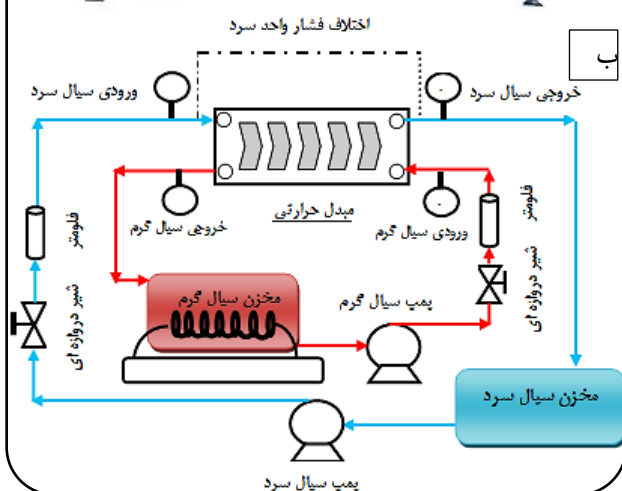 اختلاف فشار واحد سرد
ب
ورودی سیال سرد
خروجی سیال سرد
مبدل حرارتی
خروجی سیال گرم
ورودی سیال گرم
فلومتر
فلومتر
شیر دروازه ای
شیر دروازه ای
مخزن سیال گرم
پمپ سیال گرم
مخزن سیال سرد
پمپ سیال سرد